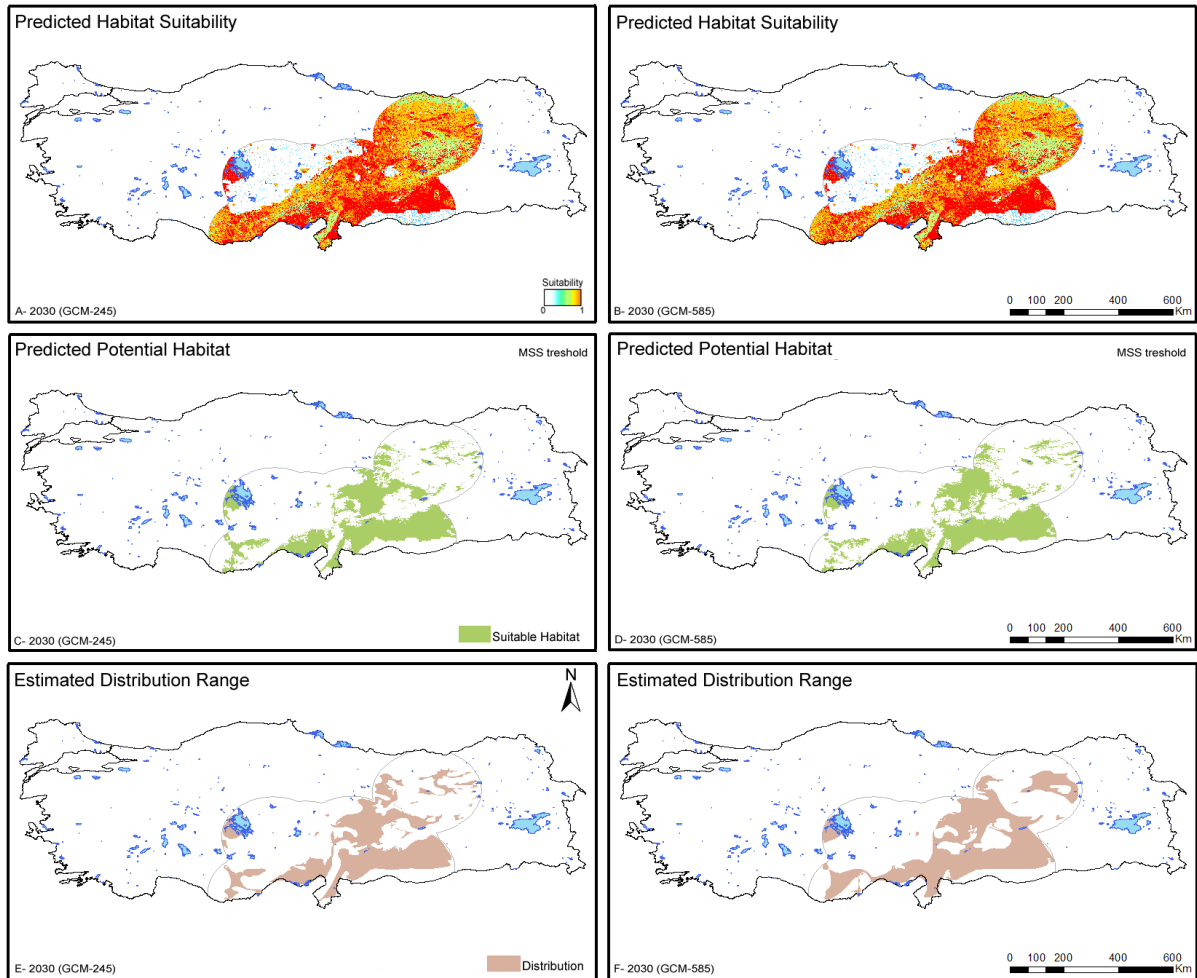 Predicted Habitat Suitability
Suitability
0 1
A- 2030 (GCM-245)
Predicted Habitat Suitability
B- 2030 (GCM-585)
0 100 200 400 600
Km
Predicted Potential Habitat
MSS treshold
C- 2030 (GCM-245)
Suitable Habitat
Predicted Potential Habitat
MSS treshold
D- 2030 (GCM-585)
0 100 200 400 600
Km
Estimated Distribution Range
N
E- 2030 (GCM-245)
Distribution
Estimated Distribution Range
F- 2030 (GCM-585)
0 100 200 400 600
Km